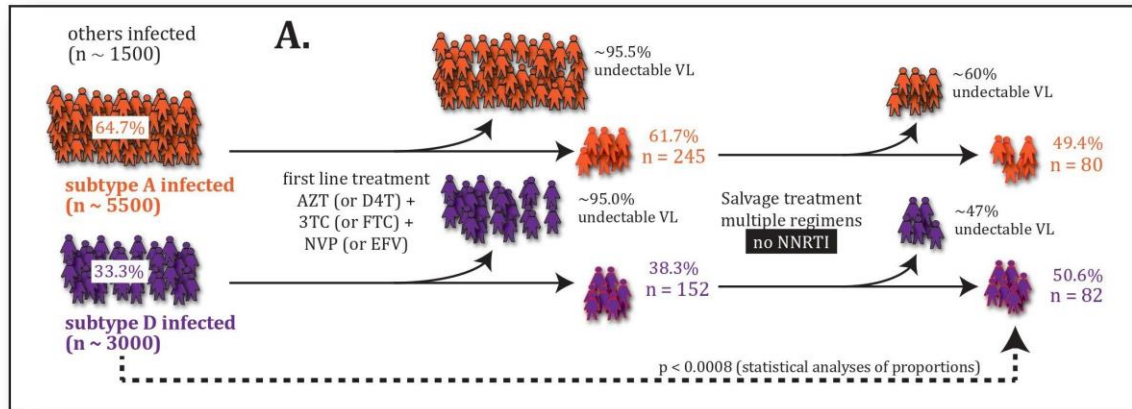 A.
others infected
(n ~ 1500)
64.7%
subtype A infected
(n ~ 5500)
33.3%
subtype D infected
(n ~ 3000)
first line treatment
AZT (or D4T) +
3TC (or FTC) +
NVP (or EFV)
~95.5%
undectable VL
61.7%
n = 245
~95.0%
undectable VL
38.3%
n = 152
Salvage treatment
multiple regimens
no NNRTI
~60%
undectable VL
49.4%
n = 80
~47%
undectable VL
50.6%
n = 82
p < 0.0008 (statistical analyses of proportions)